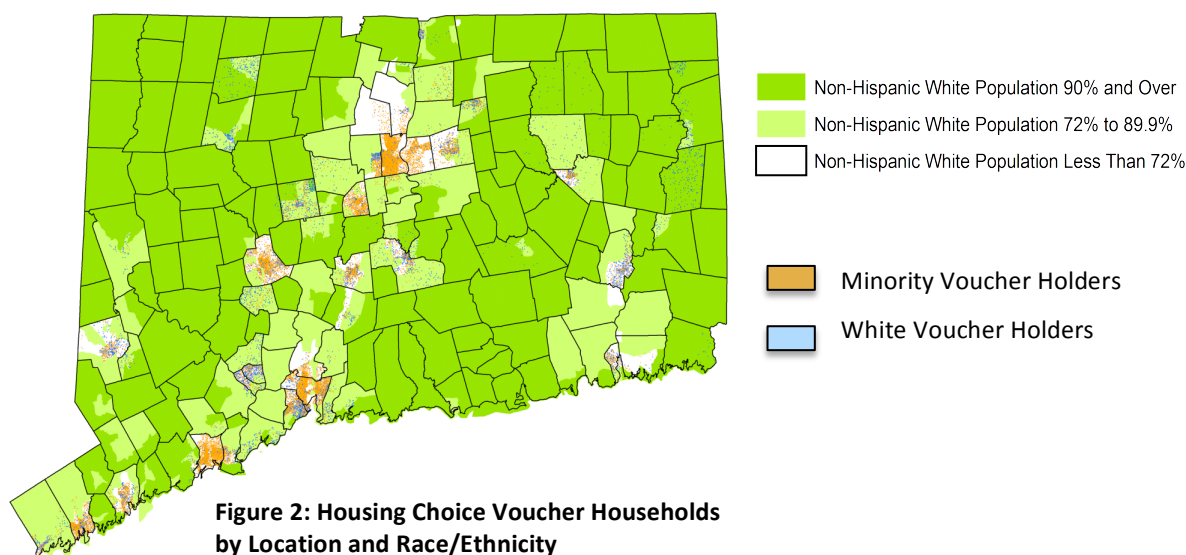 Non-Hispanic White Population 90% and Over
Non-Hispanic White Population 72% to 89.9%
Non-Hispanic White Population Less Than 72%
Minority Voucher Holders
White Voucher Holders
Figure 2: Housing Choice Voucher Households
by Location and Race/Ethnicity